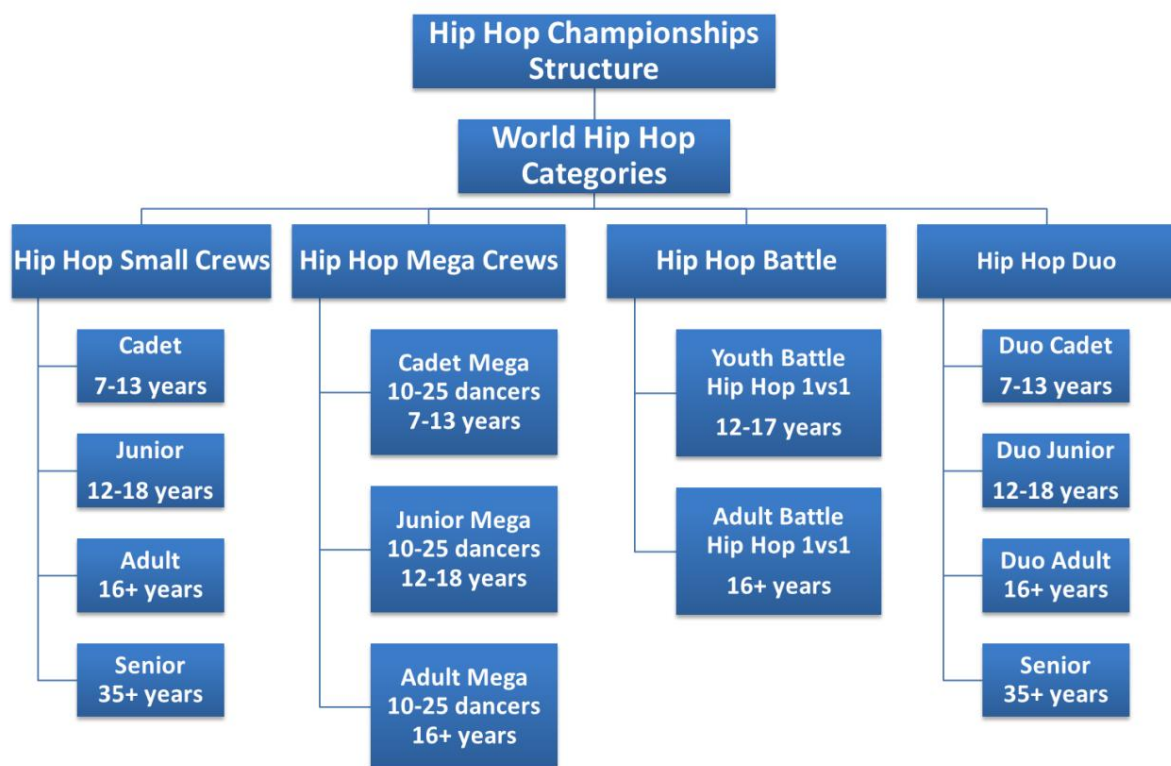 Hip Hop Championships
Structure
World Hip Hop
Categories
Hip Hop Small Crews
Cadet
7-13 years
Junior
12-18 years
Adult
16+ years
Senior
35+ years
Hip Hop Mega Crews
Cadet Mega
10-25 dancers
7-13 years
Junior Mega
10-25 dancers
12-18 years
Adult Mega
10-25 dancers
16+ years
Hip Hop Battle
Youth Battle
Hip Hop 1vs1
12-17 years
Adult Battle
Hip Hop 1vs1
16+ years
Hip Hop Duo
Duo Cadet
7-13 years
Duo Junior
12-18 years
Duo Adult
16+ years
Senior
35+ years